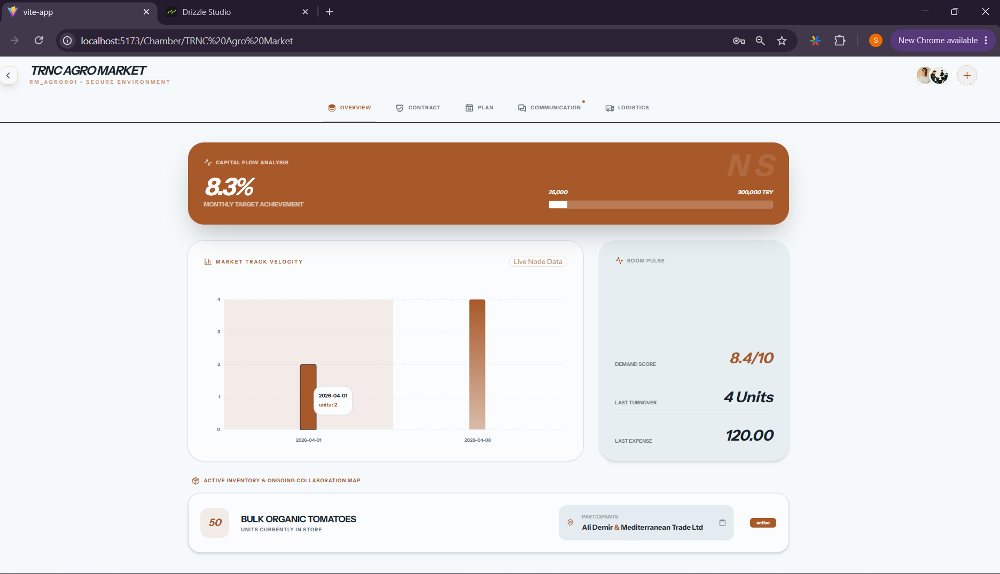 vite-app
Drizzle Studio
localhost:5173/Chamber/TRNC%20Agro%20Market
S
New Chrome available
TRNC AGRO MARKET
RM_AGRO001 • SECURE ENVIRONMENT
OVERVIEW
CONTRACT
PLAN
COMMUNICATION
LOGISTICS
CAPITAL FLOW ANALYSIS
NS
8.3%
MONTHLY TARGET ACHIEVEMENT
25,000
300,000 TRY
MARKET TRACK VELOCITY
Live Node Data
4
3
2
1
0
2026-04-01
units : 2
2026-04-01
2026-04-08
ROOM PULSE
DEMAND SCORE
8.4/10
LAST TURNOVER
4 Units
LAST EXPENSE
120.00
ACTIVE INVENTORY & ONGOING COLLABORATION MAP
50
BULK ORGANIC TOMATOES
UNITS CURRENTLY IN STORE
PARTICIPANTS
Ali Demir & Mediterranean Trade Ltd
active